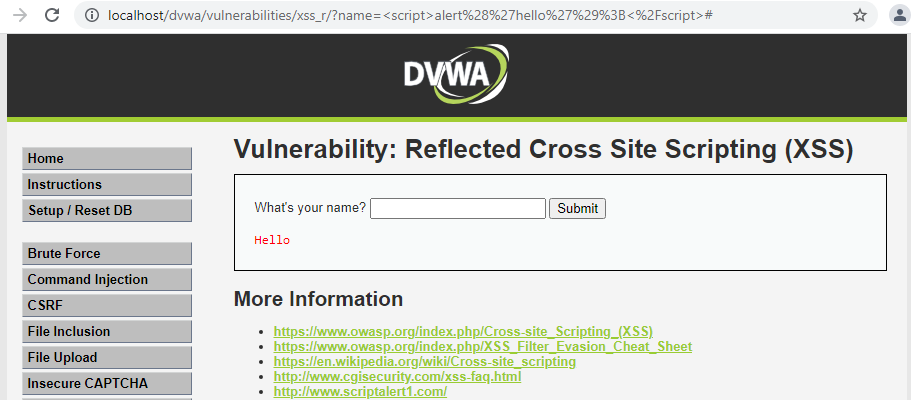 localhost/dvwa/vulnerabilities/xss_r/?name=<script>alert%28%27hello%27%29%3B<%2Fscript>#
DVWA
Vulnerability: Reflected Cross Site Scripting (XSS)
Home
Instructions
Setup / Reset DB
Brute Force
Command Injection
CSRF
File Inclusion
File Upload
Insecure CAPTCHA
What's your name? Submit
Hello
More Information
https://www.owasp.org/index.php/Cross-site_Scripting_(XSS)
https://www.owasp.org/index.php/XSS_Filter_Evasion_Cheat_Sheet
https://en.wikipedia.org/wiki/Cross-site_scripting
http://www.cgisecurity.com/xss-faq.html
http://www.scriptalert1.com/